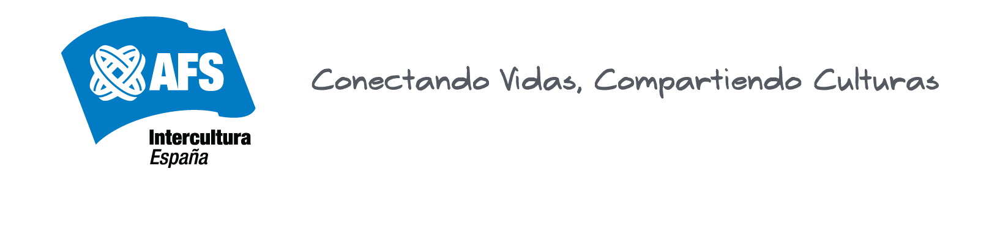 AFS
Intercultura
España
Conectando Vidas, Compartiendo Culturas